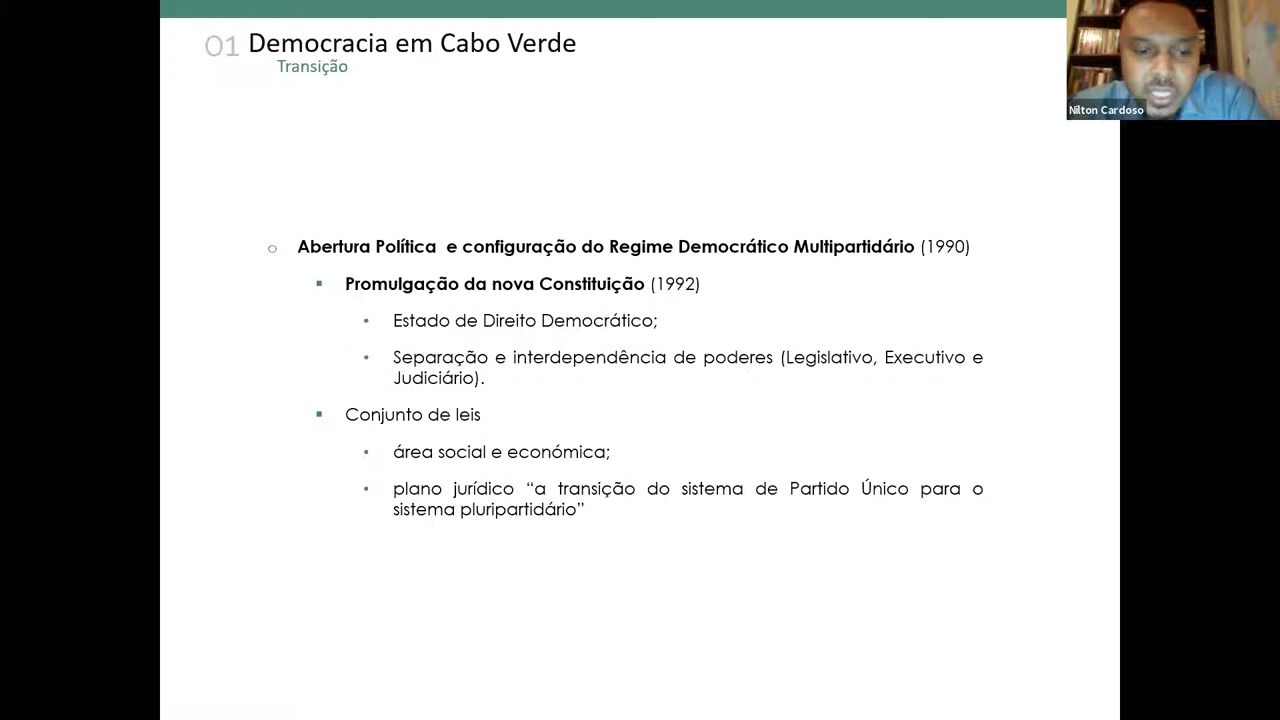 01 Democracia em Cabo Verde
Transição
Nilton Cardoso
Abertura Política e configuração do Regime Democrático Multipartidário (1990)
Promulgação da nova Constituição (1992)
Estado de Direito Democrático;
Separação e interdependência de poderes (Legislativo, Executivo e
Judiciário).
Conjunto de leis
área social e económica;
plano jurídico “a transição do sistema de Partido Único para o
sistema pluripartidário”